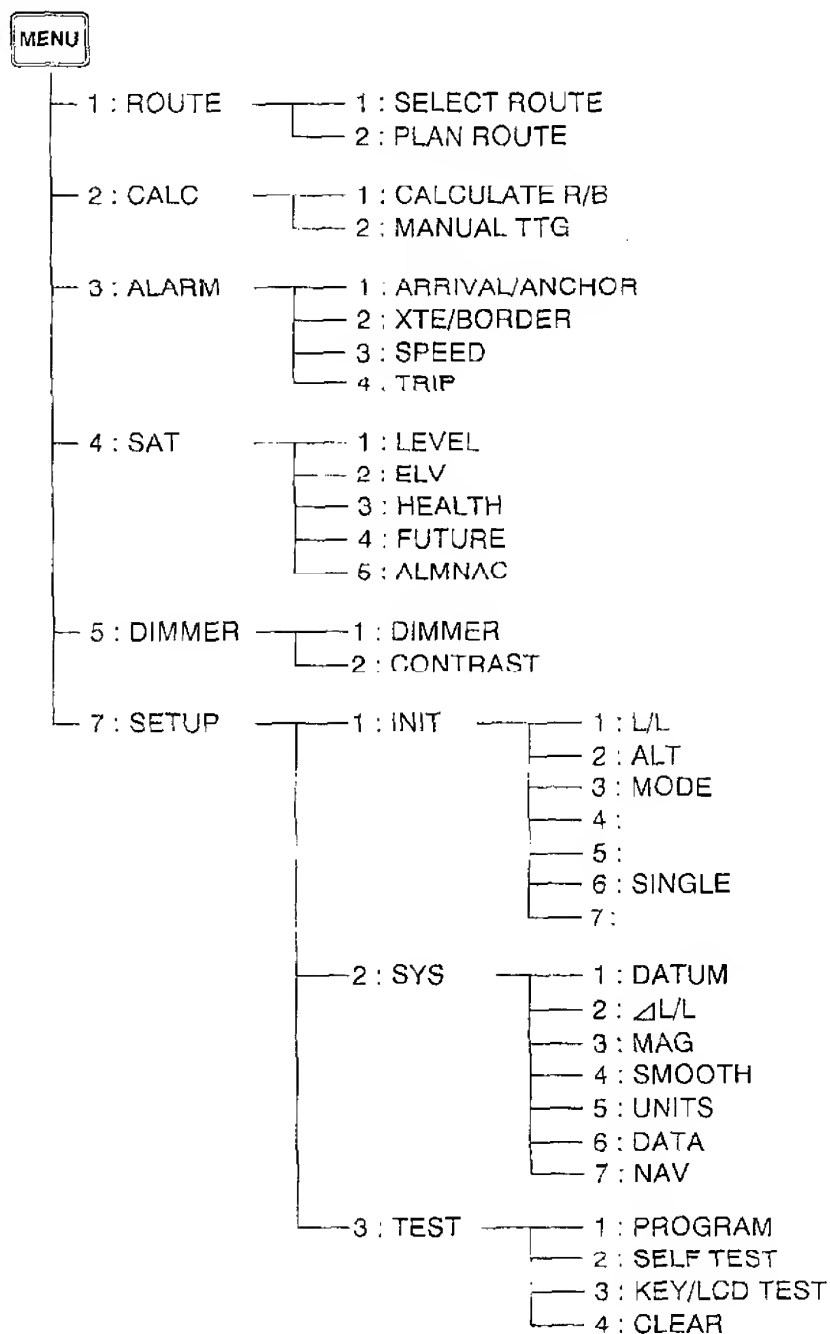 MENU
1 : ROUTE 1 : SELECT ROUTE
2 : PLAN ROUTE
2 : CALC 1 : CALCULATE R/B
2 : MANUAL TTG
3 : ALARM 1 : ARRIVAL/ANCHOR
2 : XTE/BORDER
3 : SPEED
4 . TRIP
4 : SAT 1 : LEVEL
2 : ELV
3 : HEALTH
4 : FUTURE
5 : ALMNAC
5 : DIMMER 1 : DIMMER
2 : CONTRAST
7 : SETUP 1 : INIT 1 : L/L
2 : ALT
3 : MODE
4 :
5 :
6 : SINGLE
7 :
2 : SYS 1 : DATUM
2 : ⊿L/L
3 : MAG
4 : SMOOTH
5 : UNITS
6 : DATA
7 : NAV
3 : TEST 1 : PROGRAM
2 : SELF TEST
3 : KEY/LCD TEST
4 : CLEAR